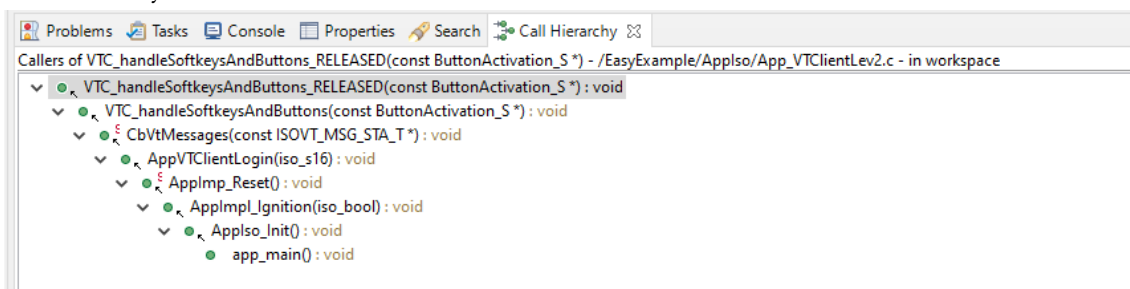 Problems Tasks Console Properties Search Call Hierarchy
Callers of VTC_handleSoftkeysAndButtons_RELEASED(const ButtonActivation_S *) - /EasyExample/AppIso/App_VTClientLev2.c - in workspace
VTC_handleSoftkeysAndButtons_RELEASED(const ButtonActivation_S *) : void
VTC_handleSoftkeysAndButtons(const ButtonActivation_S *) : void
S CbVtMessages(const ISOVT_MSG_STA_T *) : void
AppVTClientLogin(iso_s16) : void
S AppImp_Reset() : void
AppImpl_Ignition(iso_bool) : void
AppIso_Init() : void
app_main() : void